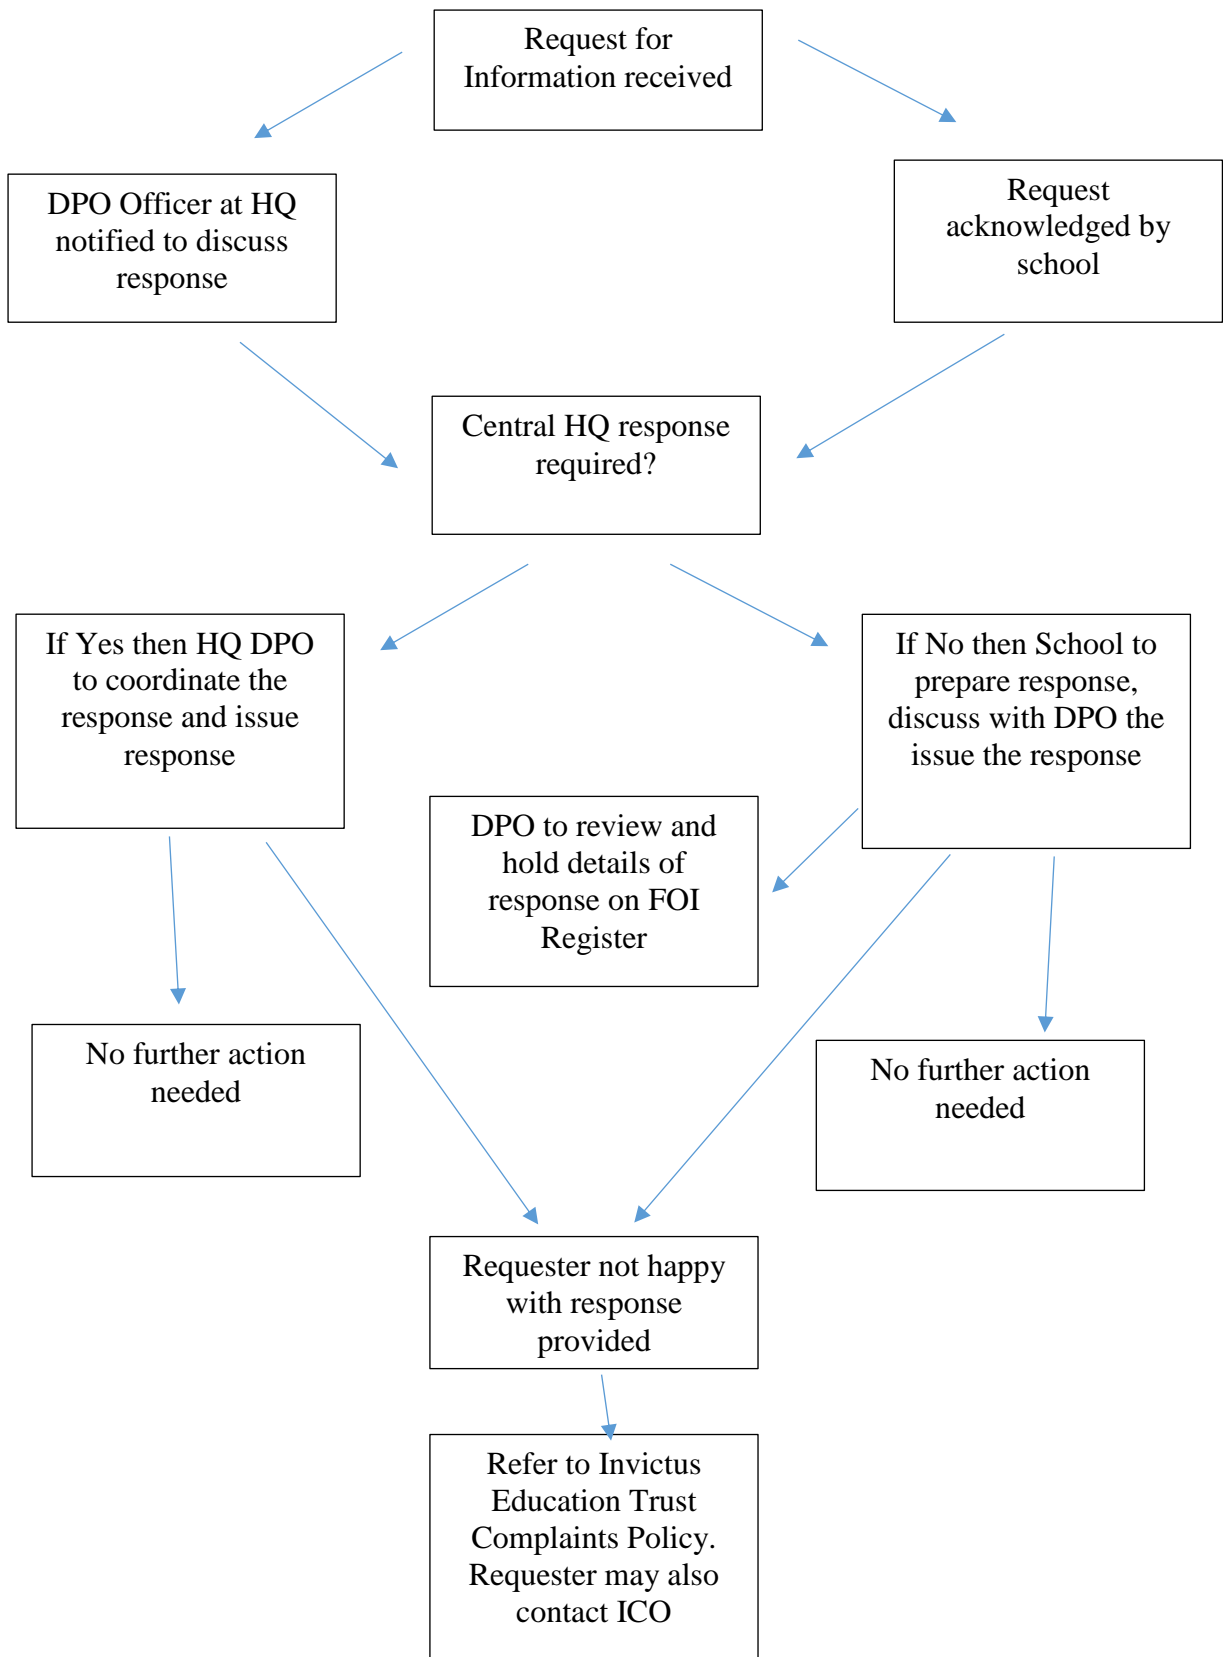 Request for
Information received
DPO Officer at HQ
notified to discuss
response
Request
acknowledged by
school
Central HQ response
required?
If Yes then HQ DPO
to coordinate the
response and issue
response
If No then School to
prepare response,
discuss with DPO the
issue the response
DPO to review and
hold details of
response on FOI
Register
No further action
needed
No further action
needed
Requester not happy
with response
provided
Refer to Invictus
Education Trust
Complaints Policy.
Requester may also
contact ICO